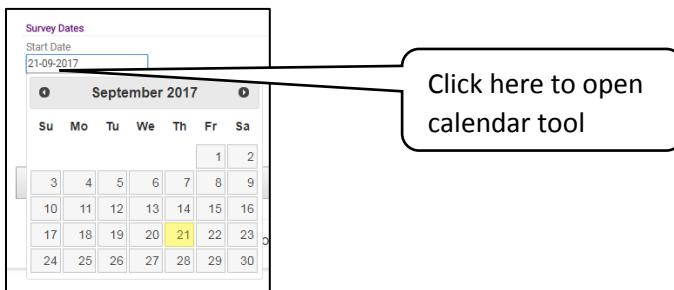 Survey Dates
Start Date
21-09-2017
September 2017
Su Mo Tu We Th Fr Sa
1 2
3 4 5 6 7 8 9
10 11 12 13 14 15 16
17 18 19 20 21 22 23
24 25 26 27 28 29 30
Click here to open
calendar tool